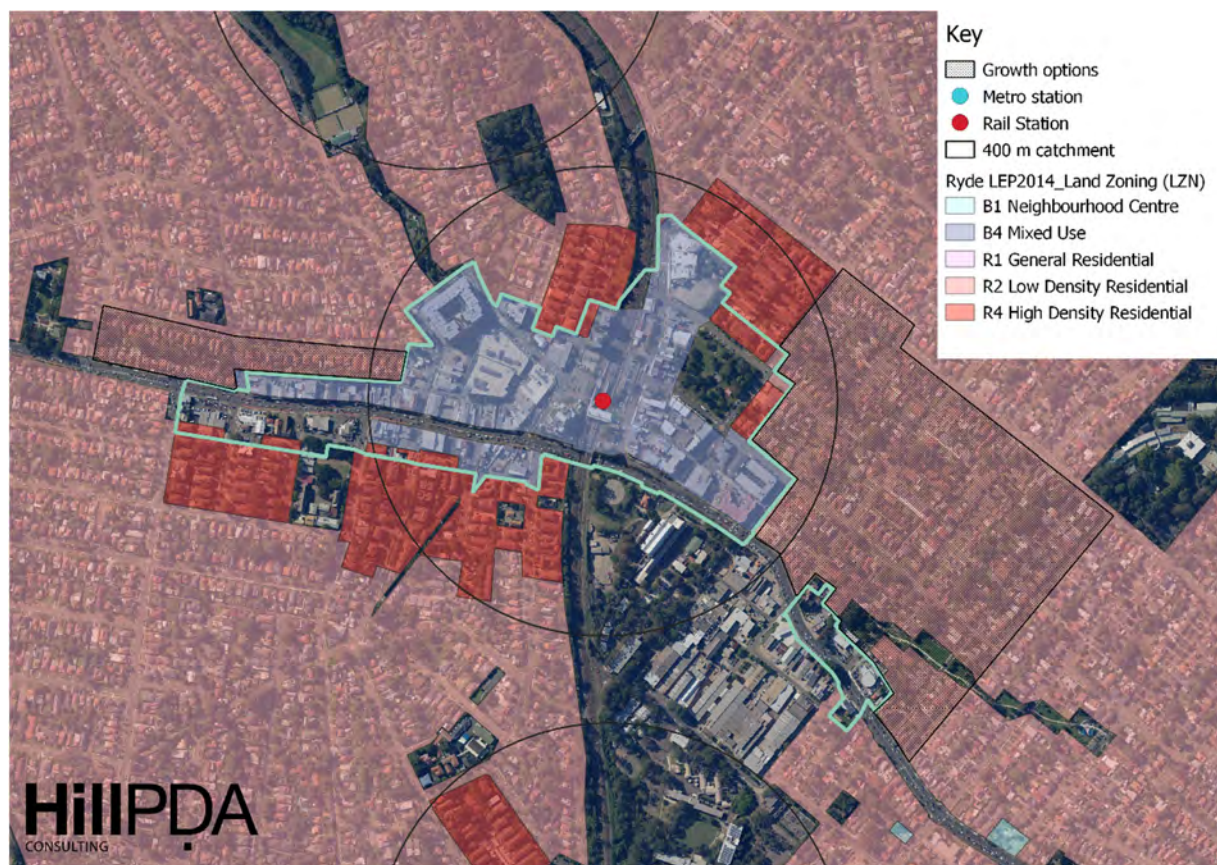 Key
Growth options
Metro station
Rail Station
400 m catchment
Ryde LEP2014_Land Zoning (LZN)
B1 Neighbourhood Centre
B4 Mixed Use
R1 General Residential
R2 Low Density Residential
R4 High Density Residential
HillPDA
CONSULTING